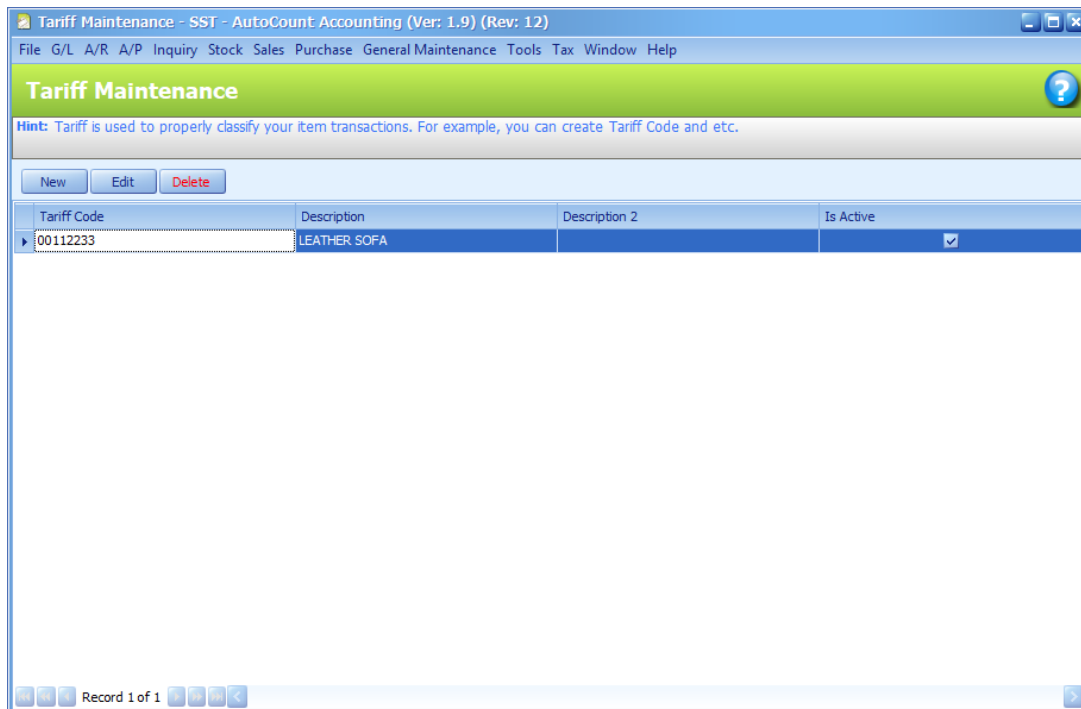 Tariff Maintenance - SST - AutoCount Accounting (Ver: 1.9) (Rev: 12)
File G/L A/R A/P Inquiry Stock Sales Purchase General Maintenance Tools Tax Window Help
Tariff Maintenance
Hint: Tariff is used to properly classify your item transactions. For example, you can create Tariff Code and etc.
New Edit Delete
Tariff Code Description Description 2 Is Active
00112233 LEATHER SOFA
Record 1 of 1